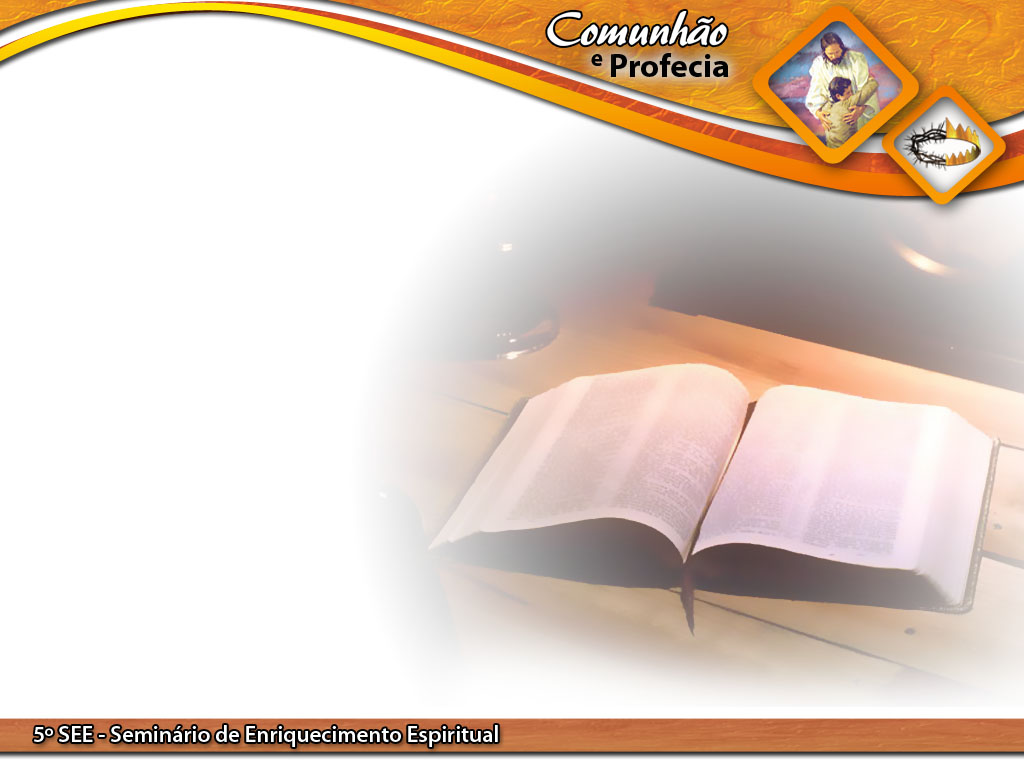 Comunhão
e Profecia
5º SEE - Seminário de Enriquecimento Espiritual